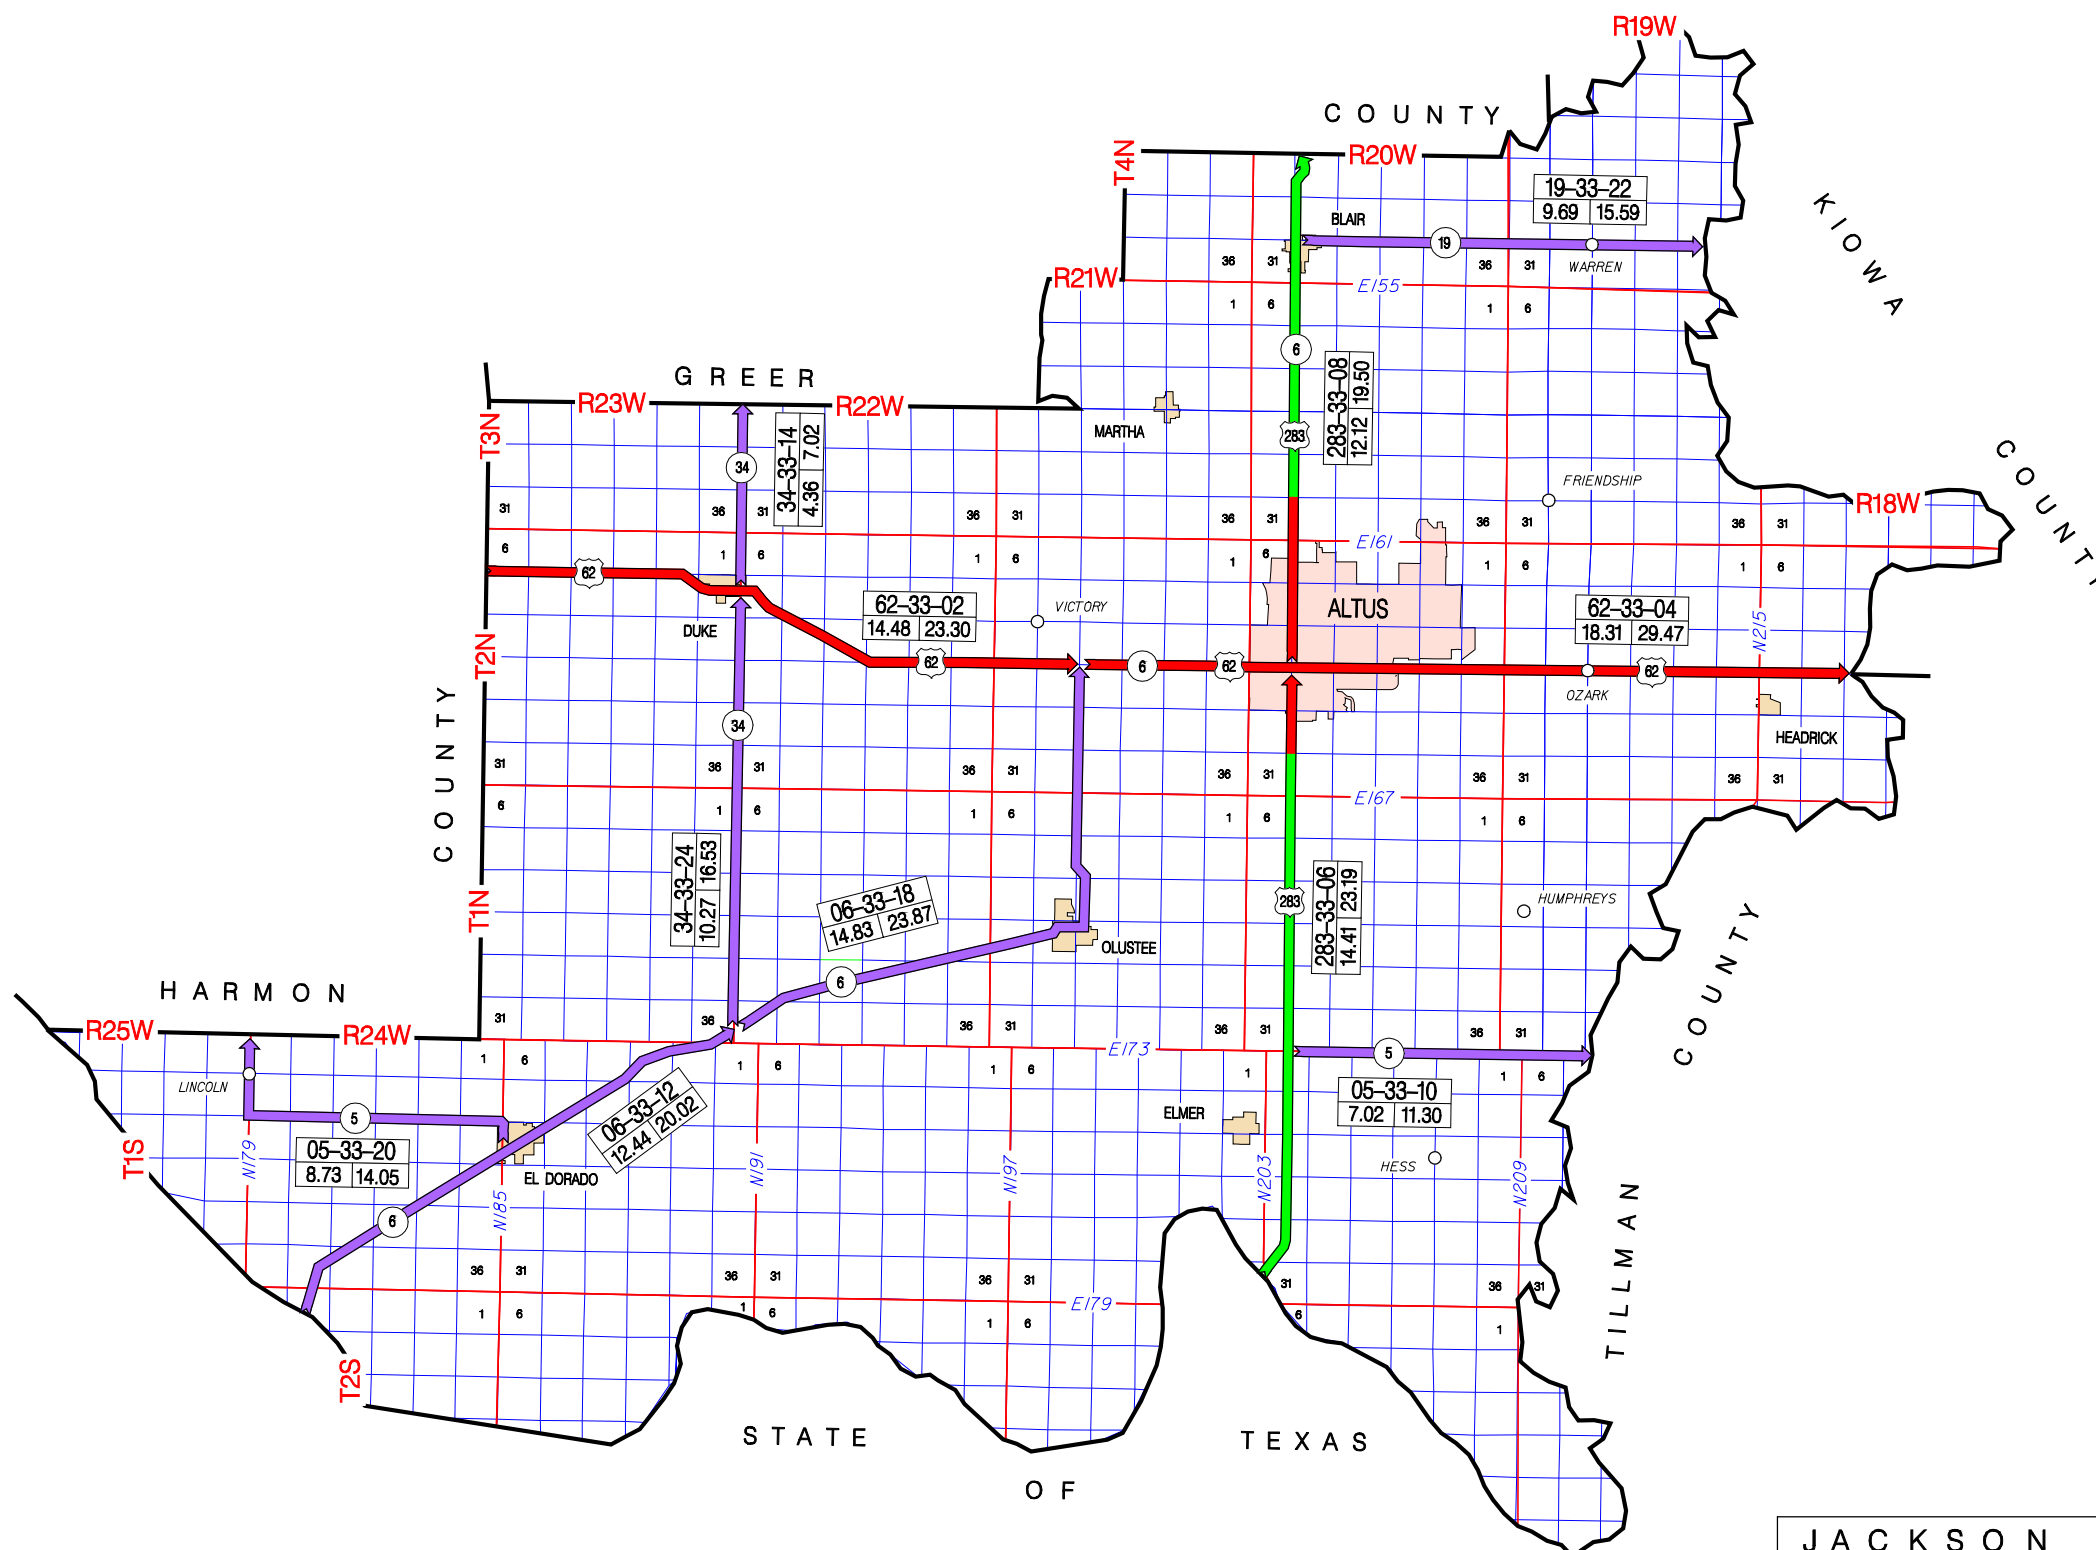 R19W
COUNTY
T4N
R20W
19–33–22
9.69 15.59
KIOWA
BLAIR
19
WARREN
36 31
36 31
R21W
E155
1 6
1 6
6
GREER
283–33–08
12.12 19.50
COUNTY
R23W
R22W
T3N
34
34–33–14
4.36 7.02
MARTHA
283
FRIENDSHIP
R18W
31
36 31
36 31
36 31
36 31
36 31
E161
6
1 6
1 6
1 6
1 6
1 6
62
62–33–02
14.48 23.30
VICTORY
ALTUS
62–33–04
18.31 29.47
N215
DUKE
T2N
62
6
62
62
OZARK
COUNTY
34
HEADRICK
31
36 31
36 31
36 31
36 31
36 31
E167
6
1 6
1 6
1 6
1 6
34–33–24
10.27 16.53
T1N
06–33–18
14.83 23.87
283
283–33–06
14.41 23.19
HUMPHREYS
COUNTY
OLUSTEE
HARMON
6
31
36
36 31
36 31
36 31
R25W
R24W
E173
5
1 6
1 6
1 6
1
1 6
LINCOLN
06–33–12
12.44 20.02
05–33–10
7.02 11.30
ELMER
5
05–33–20
8.73 14.05
T1S
N179
N185
EL DORADO
N191
N197
N203
HESS
N209
TILLMAN
6
36 31
36 31
36 31
31
36 31
E179
1 6
1 6
1 6
6
1
T2S
STATE
TEXAS
OF
JACKSON